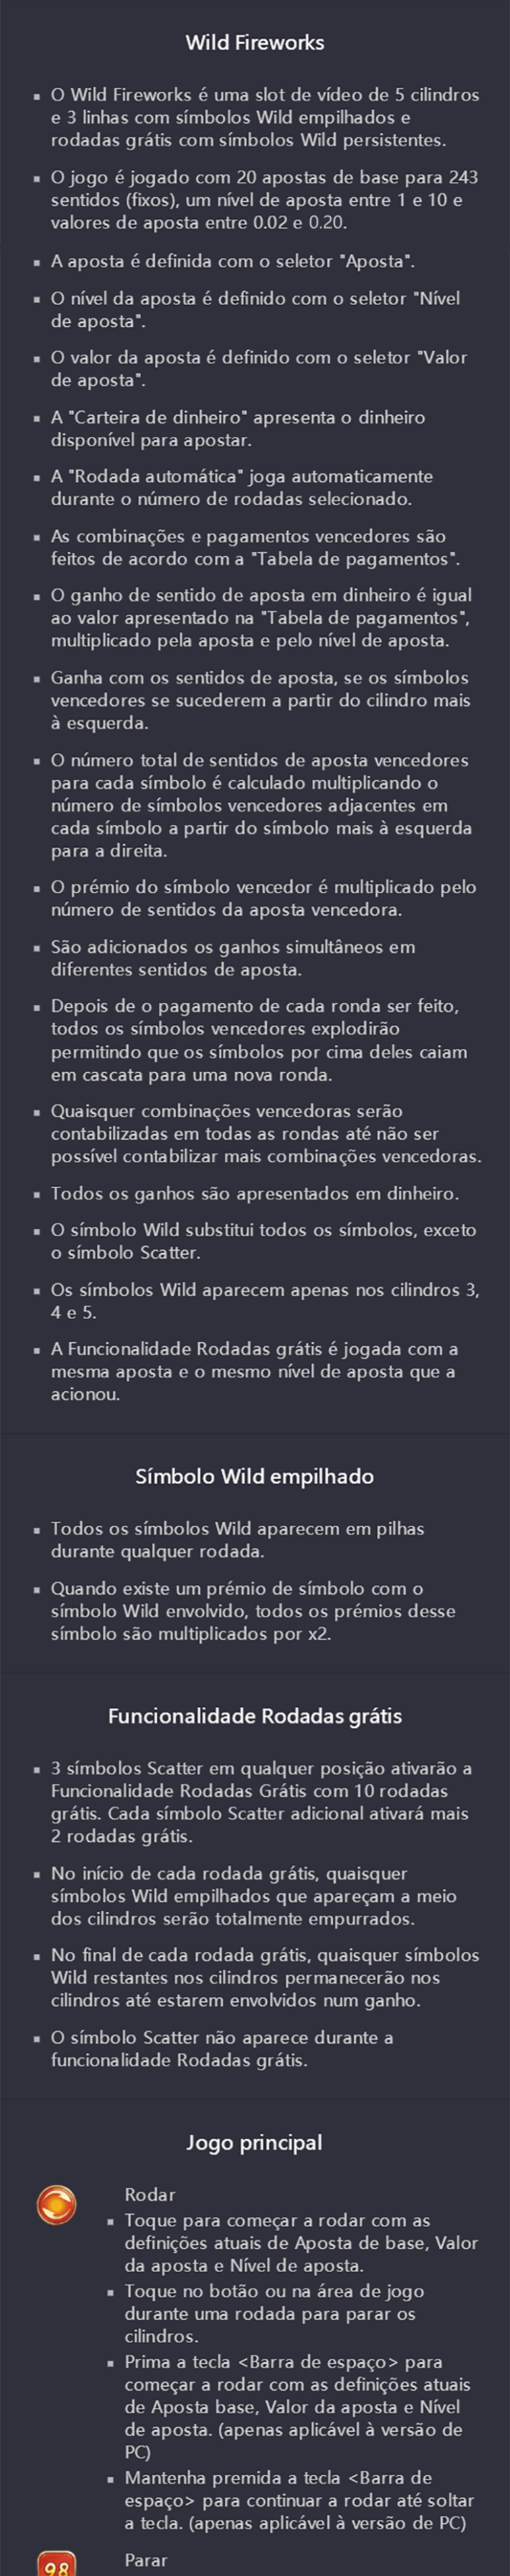 Wild Fireworks
▪ O Wild Fireworks é uma slot de vídeo de 5 cilindros
e 3 linhas com símbolos Wild empilhados e
rodadas grátis com símbolos Wild persistentes.
▪ O jogo é jogado com 20 apostas de base para 243
sentidos (fixos), um nível de aposta entre 1 e 10 e
valores de aposta entre 0.02 e 0.20.
▪ A aposta é definida com o seletor "Aposta".
▪ O nível da aposta é definido com o seletor "Nível
de aposta".
▪ O valor da aposta é definido com o seletor "Valor
de aposta".
▪ A "Carteira de dinheiro" apresenta o dinheiro
disponível para apostar.
▪ A "Rodada automática" joga automaticamente
durante o número de rodadas selecionado.
▪ As combinações e pagamentos vencedores são
feitos de acordo com a "Tabela de pagamentos".
▪ O ganho de sentido de aposta em dinheiro é igual
ao valor apresentado na "Tabela de pagamentos",
multiplicado pela aposta e pelo nível de aposta.
▪ Ganha com os sentidos de aposta, se os símbolos
vencedores se sucederem a partir do cilindro mais
à esquerda.
▪ O número total de sentidos de aposta vencedores
para cada símbolo é calculado multiplicando o
número de símbolos vencedores adjacentes em
cada símbolo a partir do símbolo mais à esquerda
para a direita.
▪ O prémio do símbolo vencedor é multiplicado pelo
número de sentidos da aposta vencedora.
▪ São adicionados os ganhos simultâneos em
diferentes sentidos de aposta.
▪ Depois de o pagamento de cada ronda ser feito,
todos os símbolos vencedores explodirão
permitindo que os símbolos por cima deles caiam
em cascata para uma nova ronda.
▪ Quaisquer combinações vencedoras serão
contabilizadas em todas as rondas até não ser
possível contabilizar mais combinações vencedoras.
▪ Todos os ganhos são apresentados em dinheiro.
▪ O símbolo Wild substitui todos os símbolos, exceto
o símbolo Scatter.
▪ Os símbolos Wild aparecem apenas nos cilindros 3,
4 e 5.
▪ A Funcionalidade Rodadas grátis é jogada com a
mesma aposta e o mesmo nível de aposta que a
acionou.
Símbolo Wild empilhado
▪ Todos os símbolos Wild aparecem em pilhas
durante qualquer rodada.
▪ Quando existe um prémio de símbolo com o
símbolo Wild envolvido, todos os prémios desse
símbolo são multiplicados por x2.
Funcionalidade Rodadas grátis
▪ 3 símbolos Scatter em qualquer posição ativarão a
Funcionalidade Rodadas Grátis com 10 rodadas
grátis. Cada símbolo Scatter adicional ativará mais
2 rodadas grátis.
▪ No início de cada rodada grátis, quaisquer
símbolos Wild empilhados que apareçam a meio
dos cilindros serão totalmente empurrados.
▪ No final de cada rodada grátis, quaisquer símbolos
Wild restantes nos cilindros permanecerão nos
cilindros até estarem envolvidos num ganho.
▪ O símbolo Scatter não aparece durante a
funcionalidade Rodadas grátis.
Jogo principal
Rodar
▪ Toque para começar a rodar com as
definições atuais de Aposta de base, Valor
da aposta e Nível de aposta.
▪ Toque no botão ou na área de jogo
durante uma rodada para parar os
cilindros.
▪ Prima a tecla <Barra de espaço> para
começar a rodar com as definições atuais
de Aposta base, Valor da aposta e Nível
de aposta. (apenas aplicável à versão de
PC)
▪ Mantenha premida a tecla <Barra de
espaço> para continuar a rodar até soltar
a tecla. (apenas aplicável à versão de PC)
98 Parar